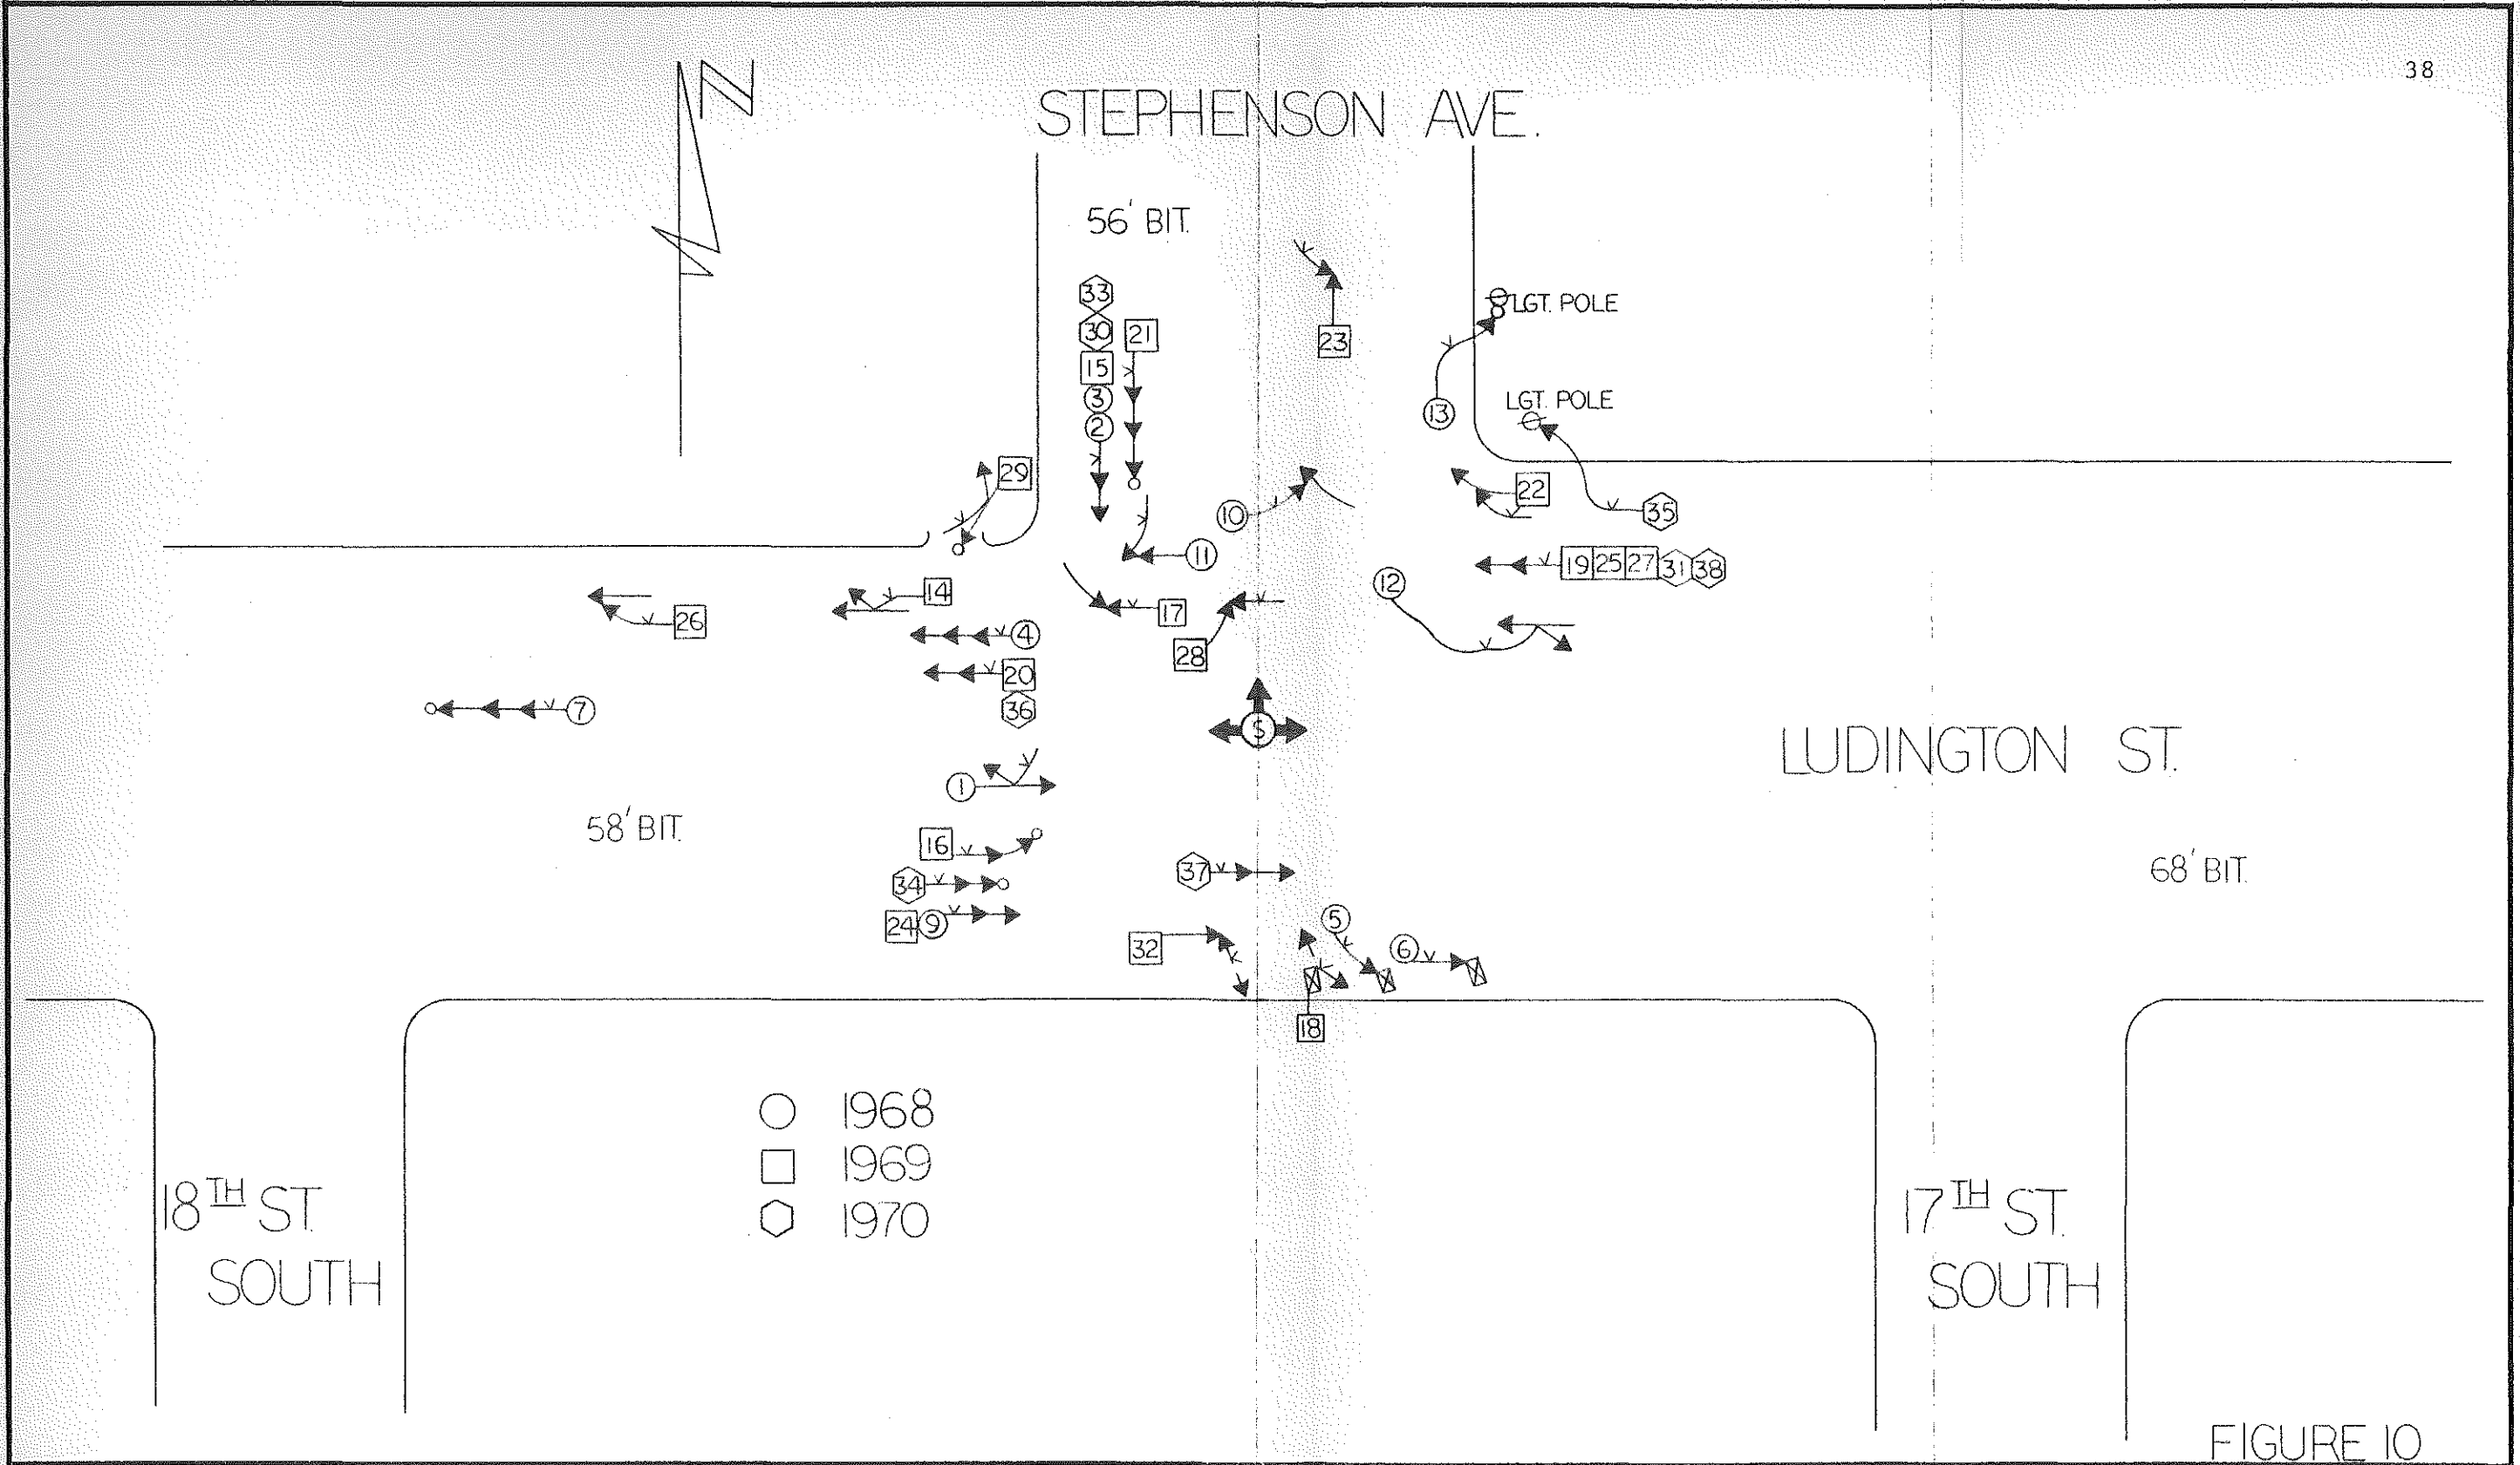 38
STEPHENSON AVE.
56' BIT.
33
30
21
15
3
2
23
LGT. POLE
13
LGT. POLE
29
22
35
10
11
19 25 27 31 38
12
14
26
17
4
28
20
36
7
S
LUDINGTON ST.
1
58' BIT.
16
37
68' BIT.
34
24 9
32
5
6
18
1968
1969
1970
18TH ST.
SOUTH
17TH ST.
SOUTH
FIGURE 10